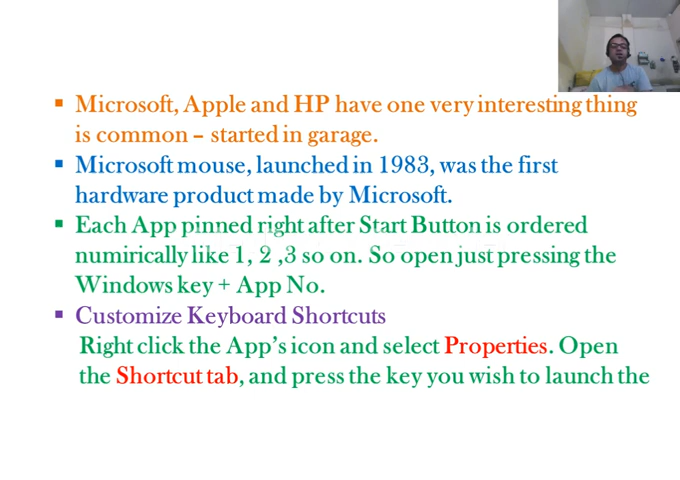 ▪ Microsoft, Apple and HP have one very interesting thing
is common – started in garage.
▪ Microsoft mouse, launched in 1983, was the first
hardware product made by Microsoft.
▪ Each App pinned right after Start Button is ordered
numirically like 1, 2 ,3 so on. So open just pressing the
Windows key + App No.
▪ Customize Keyboard Shortcuts
Right click the App's icon and select Properties. Open
the Shortcut tab, and press the key you wish to launch the